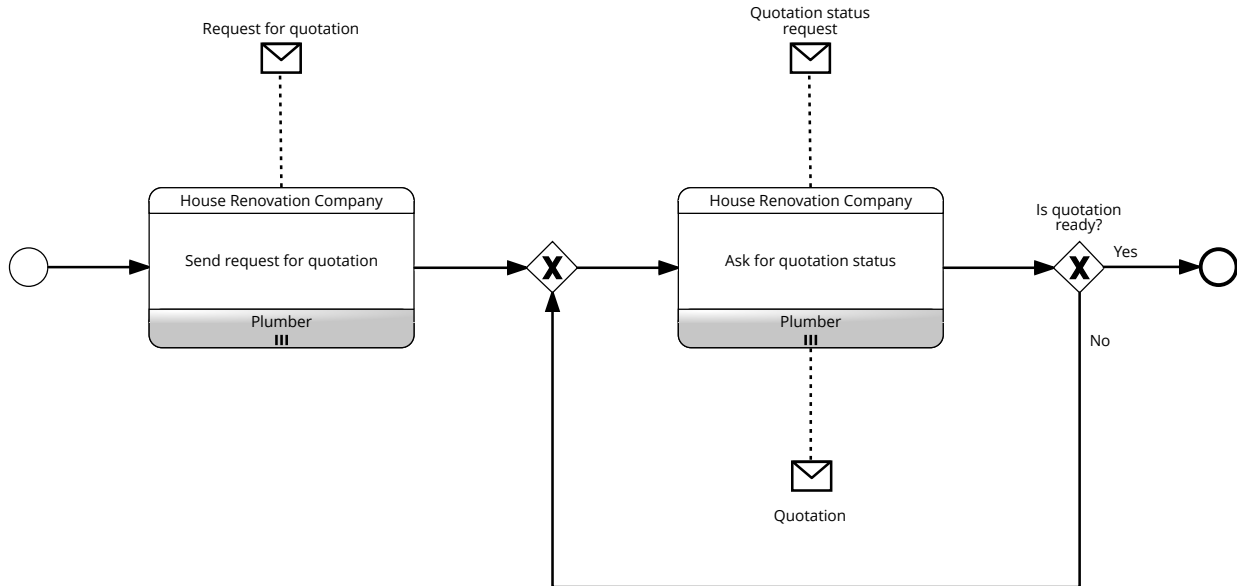 Request for quotation
Quotation status
request
House Renovation Company
Send request for quotation
Plumber
House Renovation Company
Ask for quotation status
Plumber
Is quotation
ready?
Yes
No
Quotation